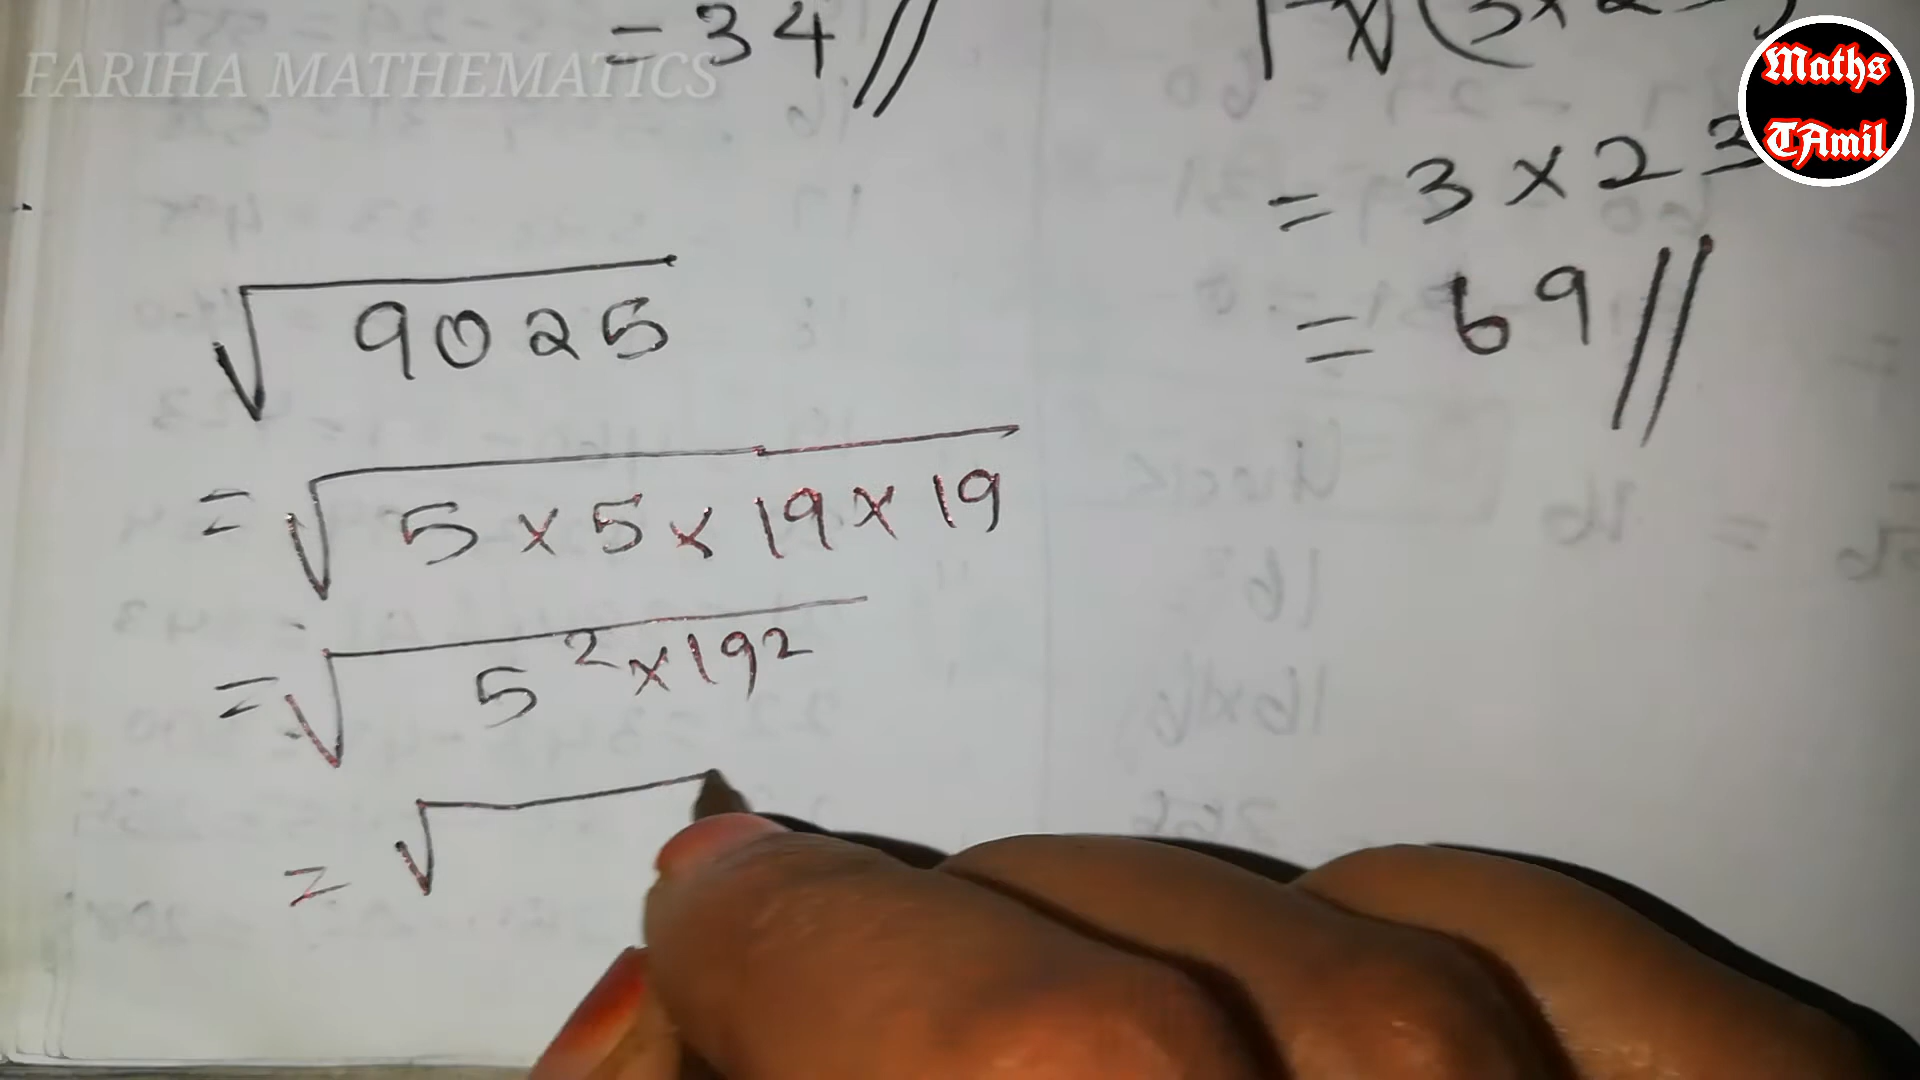 = 34 //
FARIHA MATHEMATICS
√9025
= √5 × 5 × 19 × 19
= √5² × 19²
= √
Maths
TAmil
= 3 × 23
= 69 //